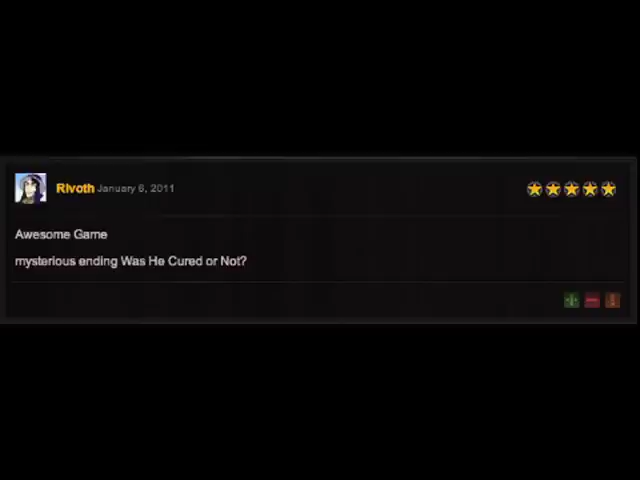 Rivoth January 6, 2011
Awesome Game
mysterious ending Was He Cured or Not?